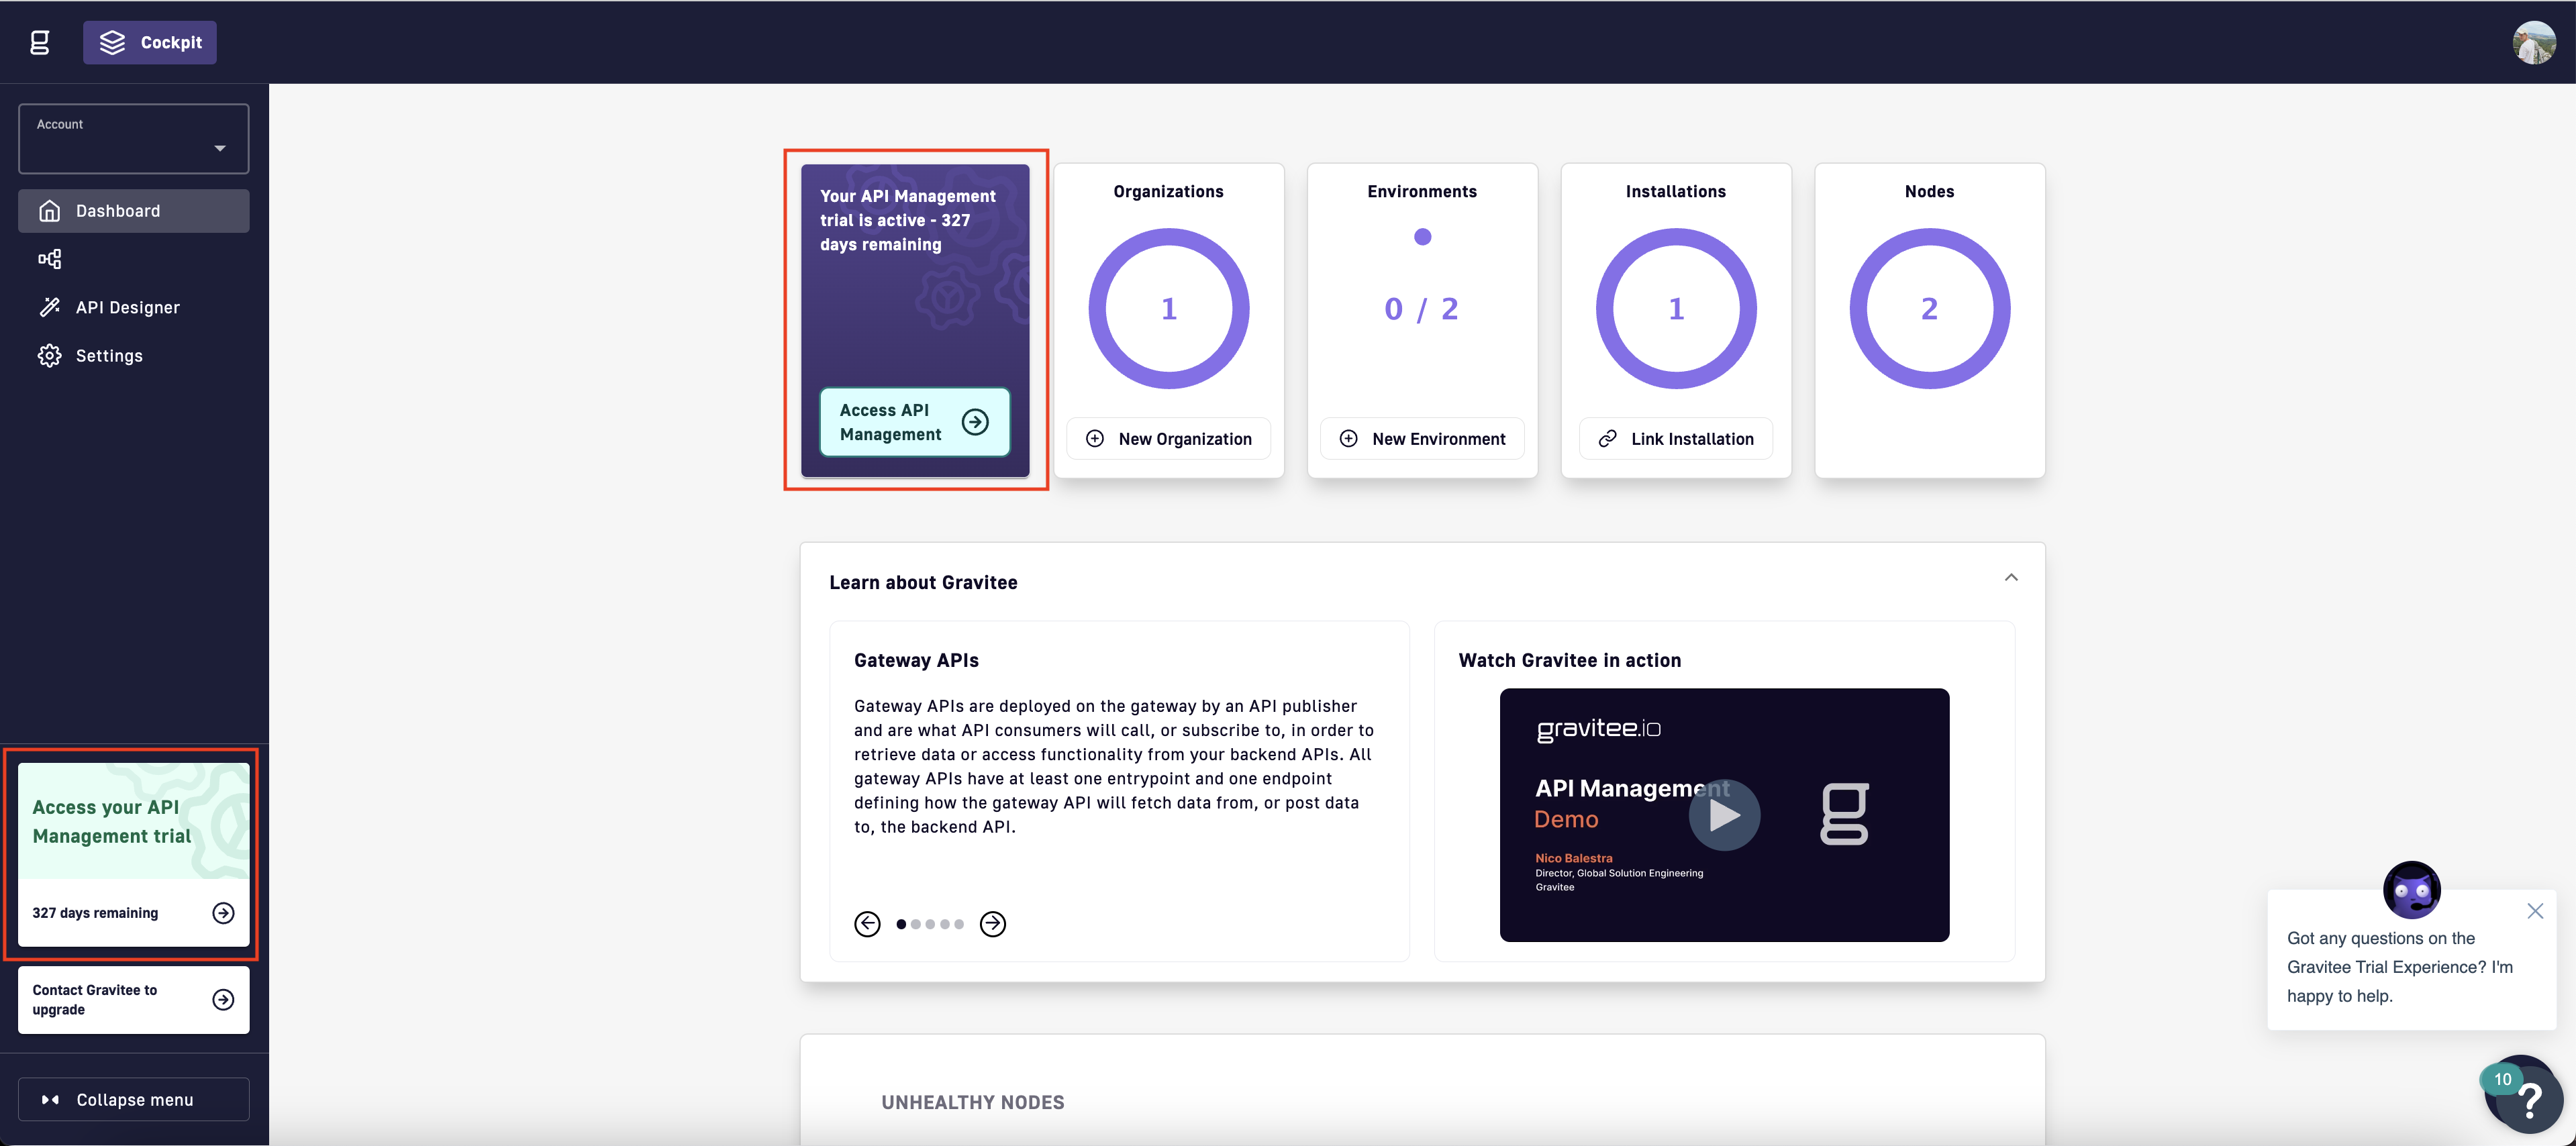 g
Cockpit
Account
Dashboard
API Designer
Settings
Access your API
Management trial
327 days remaining
Contact Gravitee to
upgrade
Collapse menu
Your API Management
trial is active - 327
days remaining
Access API
Management
Organizations
1
New Organization
Environments
0 / 2
New Environment
Installations
1
Link Installation
Nodes
2
Learn about Gravitee
Gateway APIs
Gateway APIs are deployed on the gateway by an API publisher
and are what API consumers will call, or subscribe to, in order to
retrieve data or access functionality from your backend APIs. All
gateway APIs have at least one entrypoint and one endpoint
defining how the gateway API will fetch data from, or post data
to, the backend API.
Watch Gravitee in action
gravitee.io
API Management
Demo
g
Nico Balestra
Director, Global Solution Engineering
Gravitee
UNHEALTHY NODES
Got any questions on the
Gravitee Trial Experience? I'm
happy to help.
10
?